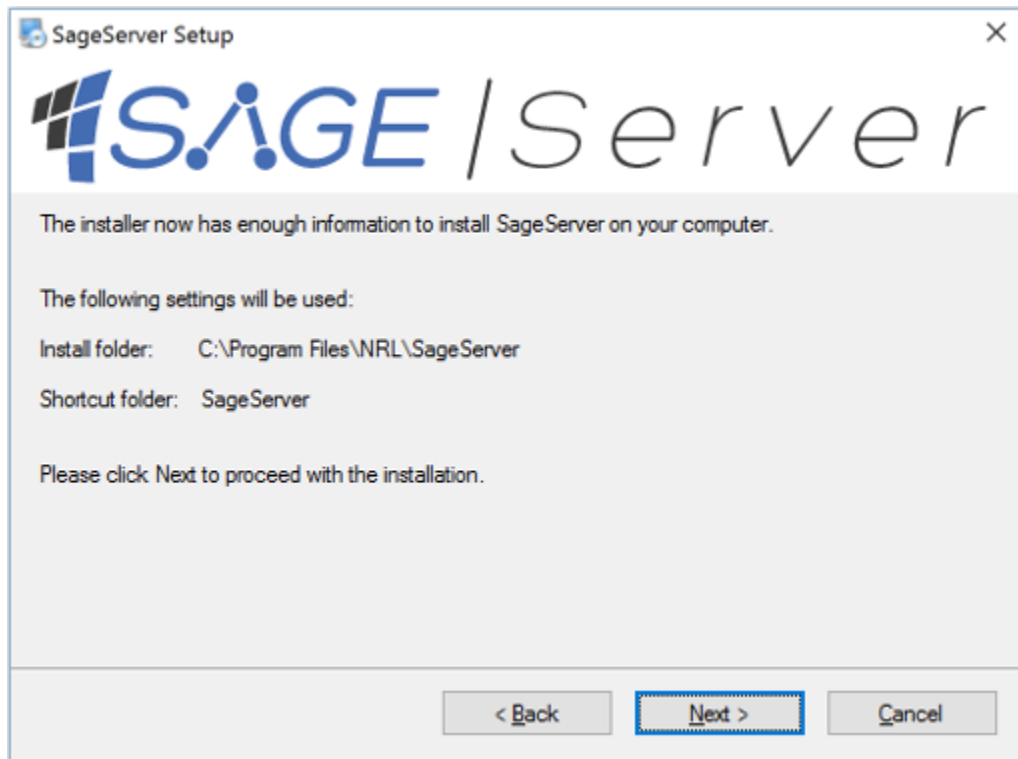 SageServer Setup
SAGE|Server
The installer now has enough information to install SageServer on your computer.
The following settings will be used:
Install folder: C:\Program Files\NRL\SageServer
Shortcut folder: SageServer
Please click Next to proceed with the installation.
< Back Next > Cancel